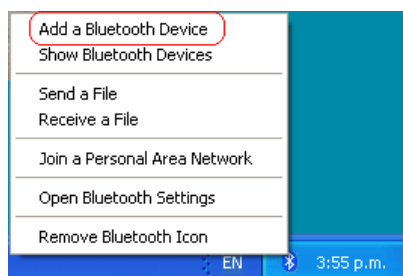 Add a Bluetooth Device
Show Bluetooth Devices
Send a File
Receive a File
Join a Personal Area Network
Open Bluetooth Settings
Remove Bluetooth Icon
EN 3:55 p.m.